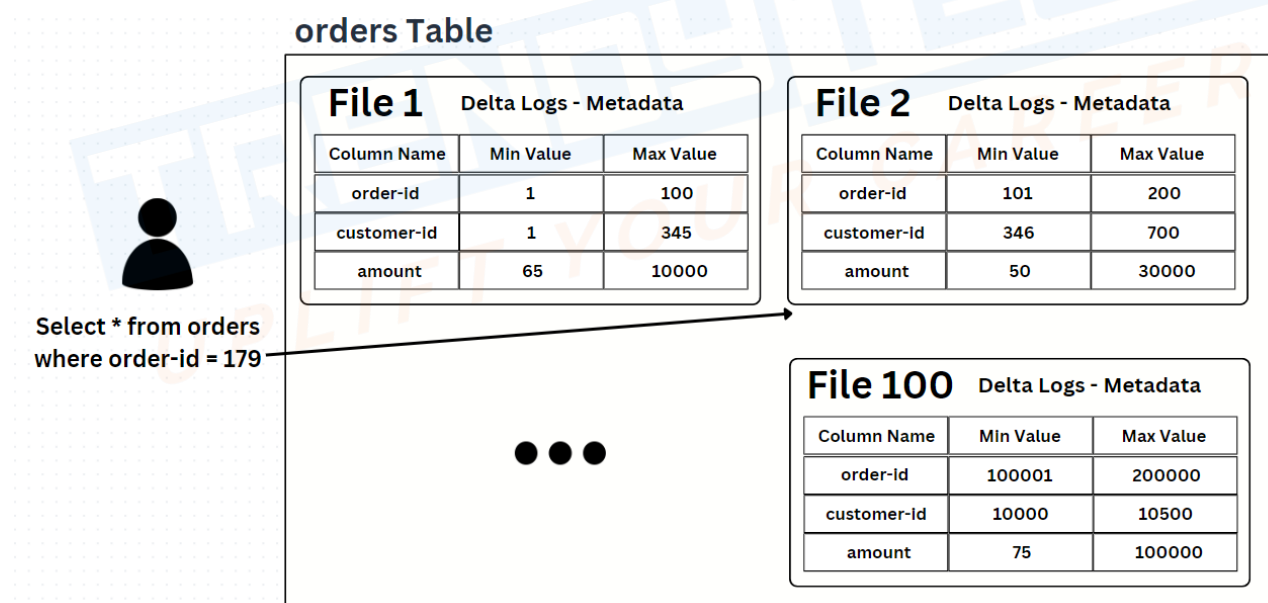 orders Table
File 1 Delta Logs - Metadata
Column Name Min Value Max Value
order-id 1 100
customer-id 1 345
amount 65 10000
File 2 Delta Logs - Metadata
Column Name Min Value Max Value
order-id 101 200
customer-id 346 700
amount 50 30000
Select * from orders
where order-id = 179
File 100 Delta Logs - Metadata
Column Name Min Value Max Value
order-id 100001 200000
customer-id 10000 10500
amount 75 100000
UPLIFT YOUR CAREER